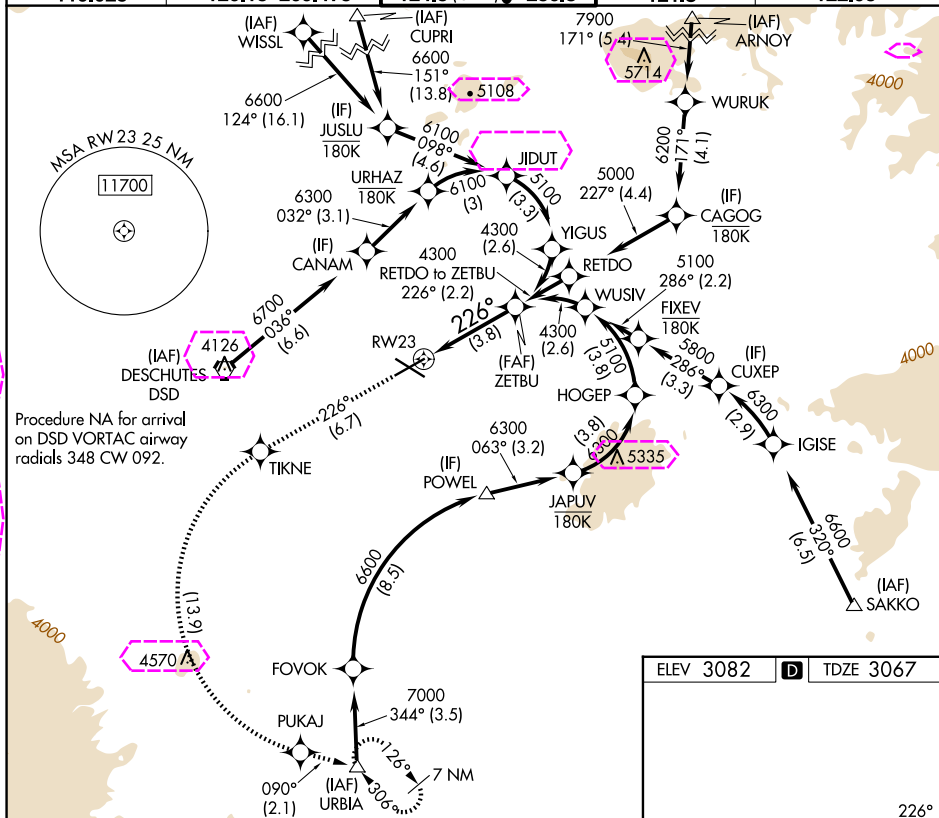 (IAF)
WISSL
(IAF)
CUPRI
7900
171° (5.4)
(IAF)
ARNOY
5714
4000
6600
151°
(13.8)
5108
6600
124° (16.1)
(IF)
JUSLU
180K
WURUK
MSA RW23 25 NM
11700
6100
098°
(4.6)
JIDUT
6200
171°
(4.1)
URHAZ
180K
6100
(3)
5100
(3.3)
5000
227° (4.4)
(IF)
CAGOG
180K
6300
032° (3.1)
(IF)
CANAM
4300
(2.6)
YIGUS
4300
RETDO to ZETBU
226° (2.2)
RETDO
5100
286° (2.2)
6700
036°
(6.6)
WUSIV
FIXEV
180K
226°
(3.8)
4300
(2.6)
4126
(IAF)
DESCHUTES
DSD
RW23
(FAF)
ZETBU
5100
(3.8)
5800
286°
(3.3)
(IF)
CUXEP
4000
HOGEP
6300
(2.9)
Procedure NA for arrival
on DSD VORTAC airway
radials 348 CW 092.
226°
(6.7)
TIKNE
6300
063° (3.2)
(IF)
POWEL
6300
(3.8)
5335
IGISE
JAPUV
180K
6600
320°
(6.5)
(IAF)
SAKKO
6600
(8.5)
(13.9)
4000
4570
FOVOK
ELEV 3082
D
TDZE 3067
7000
344° (3.5)
PUKAJ
090°
(2.1)
(IAF)
URBIA
126°
306°
7 NM
226°